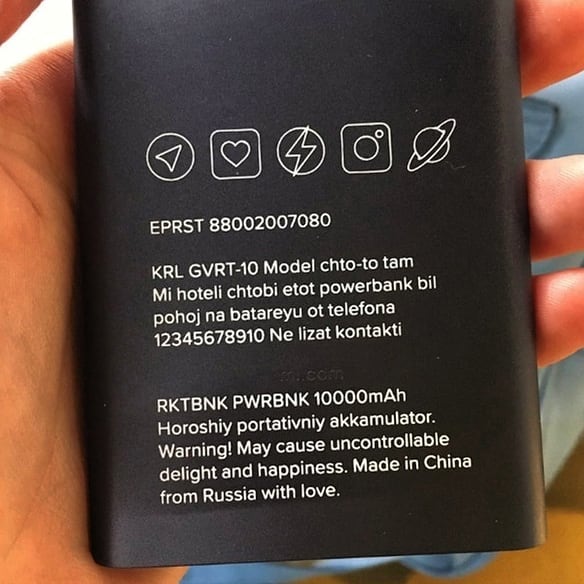 EPRST 88002007080
KRL GVRT-10 Model chto-to tam
Mi hoteli chtobi etot powerbank bil
pohoj na batareyu ot telefona
12345678910 Ne lizat kontakti
mi.com
RKTBNK PWRBNK 10000mAh
Horoshiy portativniy akkamulator.
Warning! May cause uncontrollable
delight and happiness. Made in China
from Russia with love.